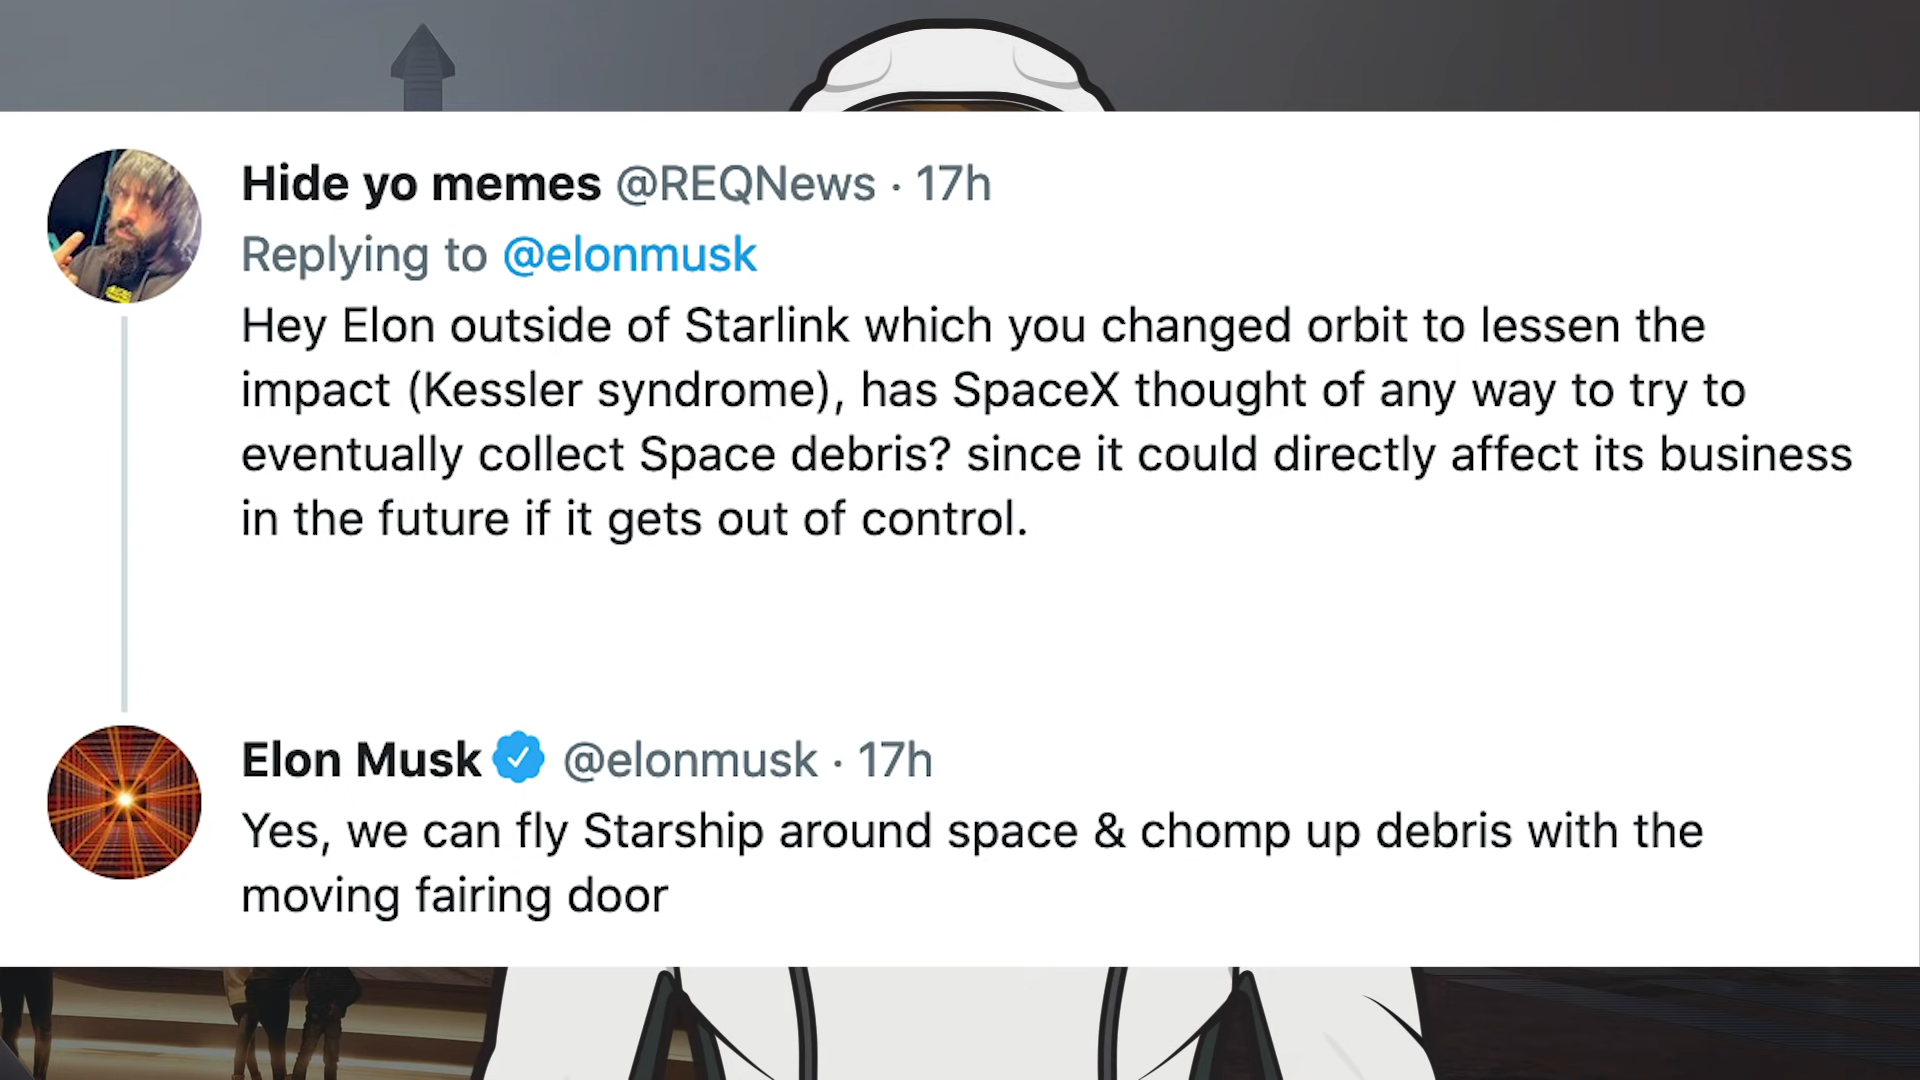 Hide yo memes @REQNews · 17h
Replying to @elonmusk
Hey Elon outside of Starlink which you changed orbit to lessen the
impact (Kessler syndrome), has SpaceX thought of any way to try to
eventually collect Space debris? since it could directly affect its business
in the future if it gets out of control.
Elon Musk @elonmusk · 17h
Yes, we can fly Starship around space & chomp up debris with the
moving fairing door